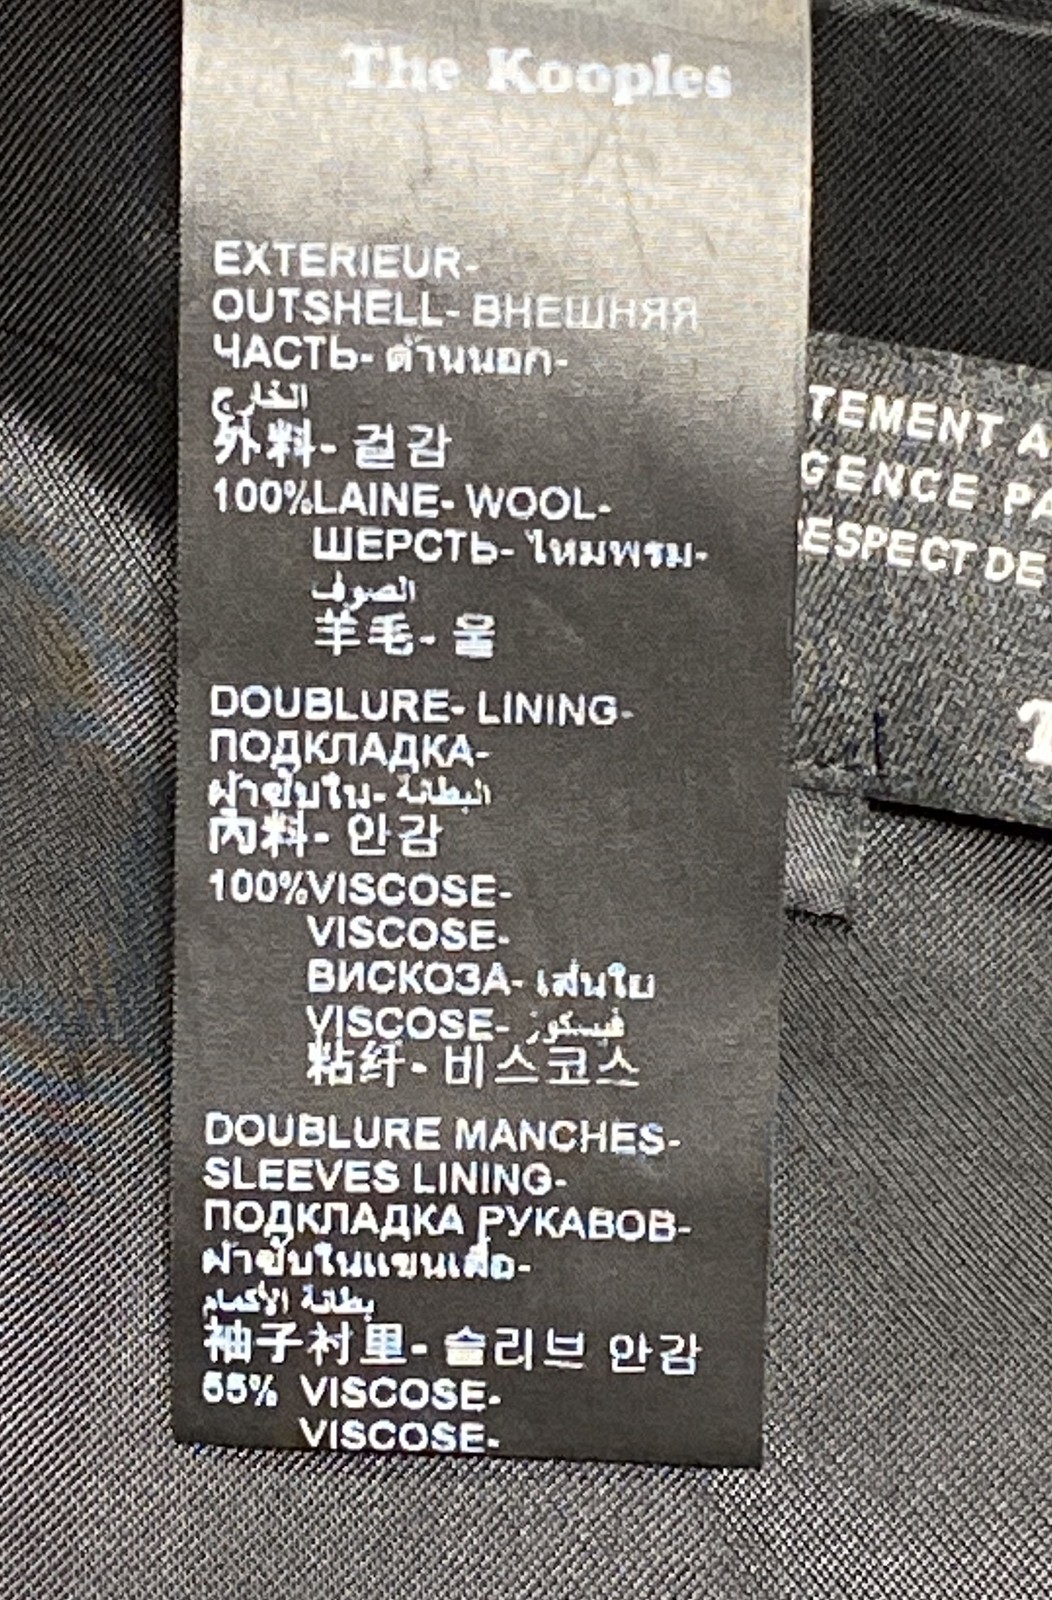 The Kooples
EXTERIEUR-
OUTSHELL- ВНЕШНЯЯ
ЧАСТЬ- ด้านนอก-
الخارج
外料- 겉감
100%LAINE- WOOL-
ШЕРСТЬ- ไหมพรม-
الصوف
羊毛- 울
DOUBLURE- LINING-
ПОДКЛАДКА-
ผ้าซับใน- البطانة
內料- 안감
100%VISCOSE-
VISCOSE-
ВИСКОЗА- เส้นใย
VISCOSE- فيسكوز
粘纤- 비스코스
DOUBLURE MANCHES-
SLEEVES LINING-
ПОДКЛАДКА РУКАВОВ-
ผ้าซับในแขนเสื้อ-
بطانة الأكمام
袖子衬里- 슬리브 안감
55% VISCOSE-
VISCOSE-
TEMENT A
GENCE PA
RESPECT DE
T